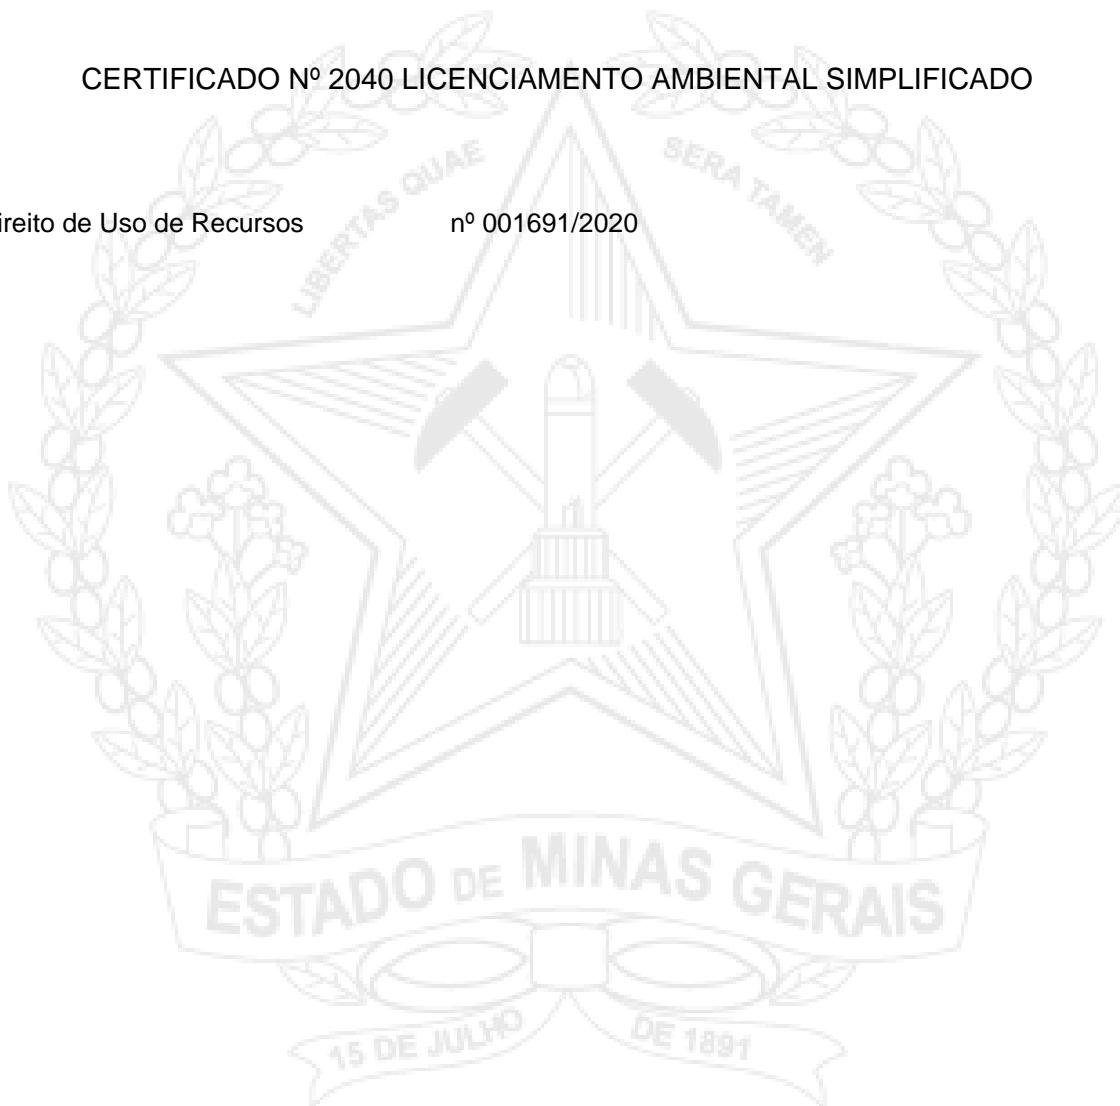 CERTIFICADO Nº 2040 LICENCIAMENTO AMBIENTAL SIMPLIFICADO
LIBERTAS QUAE SERA TAMEN
ireito de Uso de Recursos nº 001691/2020
ESTADO DE MINAS GERAIS
15 DE JULHO DE 1891